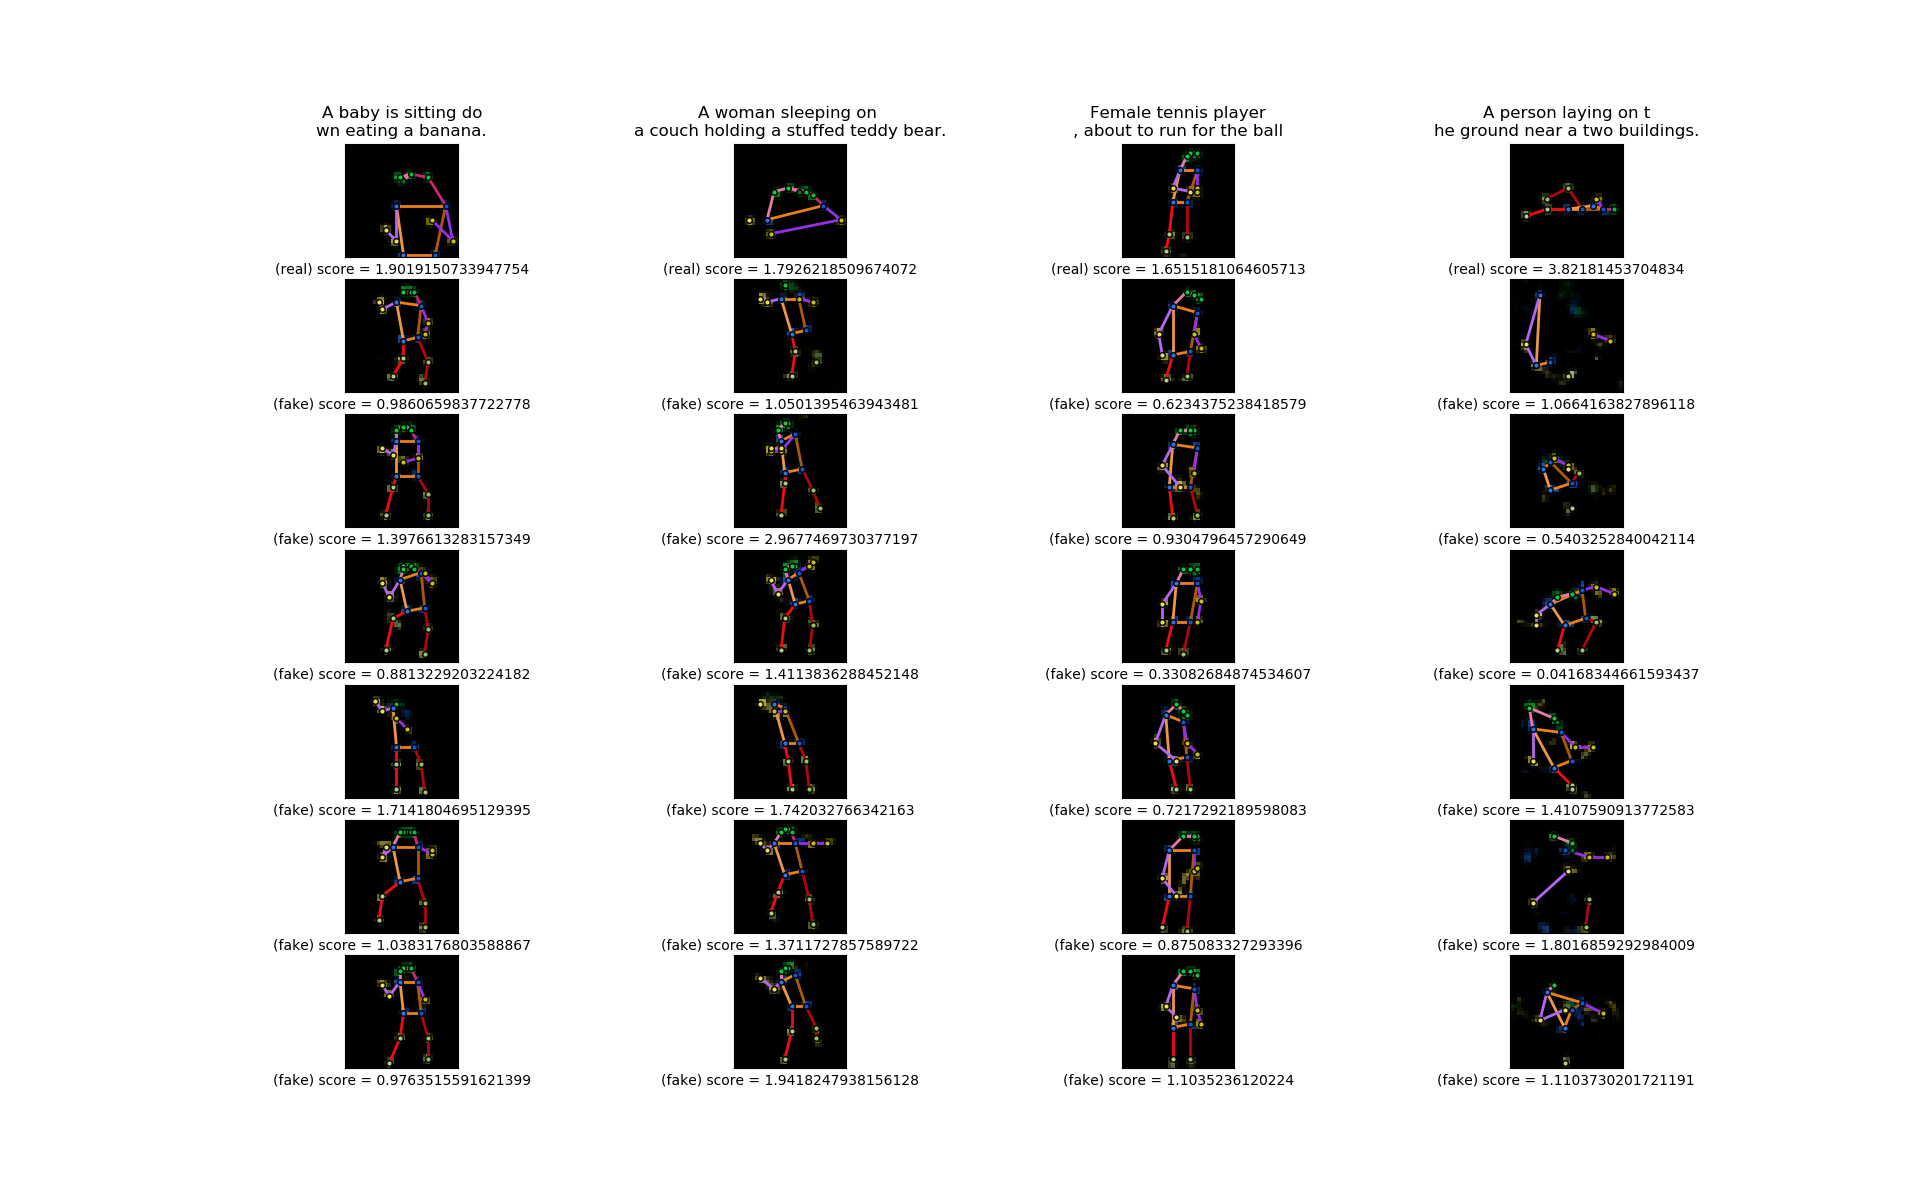 A baby is sitting do
wn eating a banana.
A woman sleeping on
a couch holding a stuffed teddy bear.
Female tennis player
, about to run for the ball
A person laying on t
he ground near a two buildings.
(real) score = 1.9019150733947754
(real) score = 1.7926218509674072
(real) score = 1.6515181064605713
(real) score = 3.82181453704834
(fake) score = 0.9860659837722778
(fake) score = 1.0501395463943481
(fake) score = 0.6234375238418579
(fake) score = 1.0664163827896118
(fake) score = 1.3976613283157349
(fake) score = 2.9677469730377197
(fake) score = 0.9304796457290649
(fake) score = 0.5403252840042114
(fake) score = 0.8813229203224182
(fake) score = 1.4113836288452148
(fake) score = 0.33082684874534607
(fake) score = 0.04168344661593437
(fake) score = 1.7141804695129395
(fake) score = 1.742032766342163
(fake) score = 0.7217292189598083
(fake) score = 1.4107590913772583
(fake) score = 1.0383176803588867
(fake) score = 1.3711727857589722
(fake) score = 0.875083327293396
(fake) score = 1.8016859292984009
(fake) score = 0.9763515591621399
(fake) score = 1.9418247938156128
(fake) score = 1.1035236120224
(fake) score = 1.1103730201721191